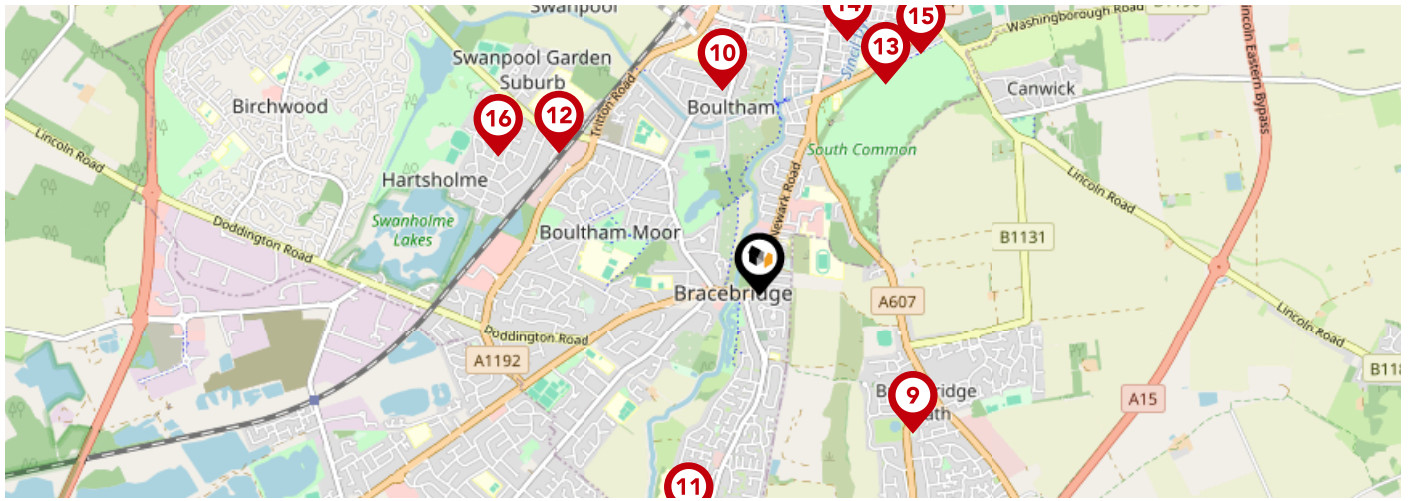 Swanpool
14
15
Washingborough Road
Lincoln Eastern Bypass
10
13
Swanpool Garden
Suburb
Tritton Road
Canwick
Birchwood
Boultham
16
12
South Common
Lincoln Road
Hartsholme
Lincoln Road
Newark Road
Swanholme
Lakes
Doddington Road
Boultham Moor
B1131
Bracebridge
A607
Lincoln Road
Doddington Road
A1192
B118
9
A15
11